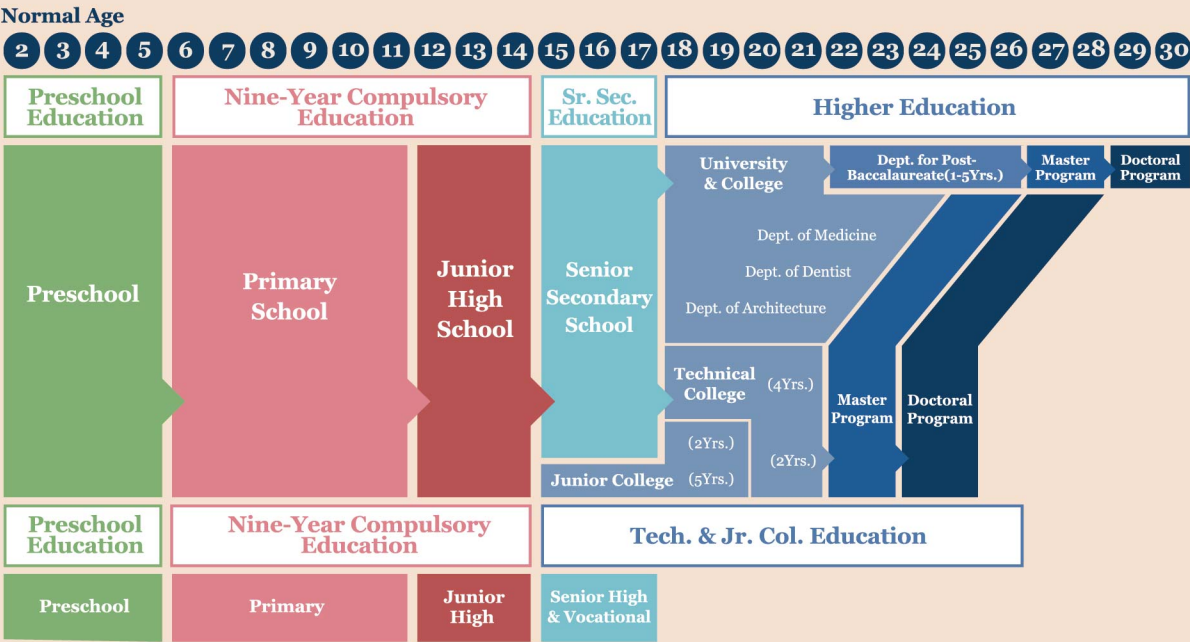 Normal Age
2 3 4 5 6 7 8 9 10 11 12 13 14 15 16 17 18 19 20 21 22 23 24 25 26 27 28 29 30
Preschool
Education
Nine-Year Compulsory
Education
Sr. Sec.
Education
Higher Education
Preschool
Primary
School
Junior
High
School
Senior
Secondary
School
University
& College
Dept. for Post-
Baccalaureate(1-5Yrs.)
Master
Program
Doctoral
Program
Dept. of Medicine
Dept. of Dentist
Dept. of Architecture
Technical
College
(4Yrs.)
(2Yrs.)
(2Yrs.)
Junior College (5Yrs.)
Master
Program
Doctoral
Program
Preschool
Education
Nine-Year Compulsory
Education
Tech. & Jr. Col. Education
Preschool
Primary
Junior
High
Senior High
& Vocational